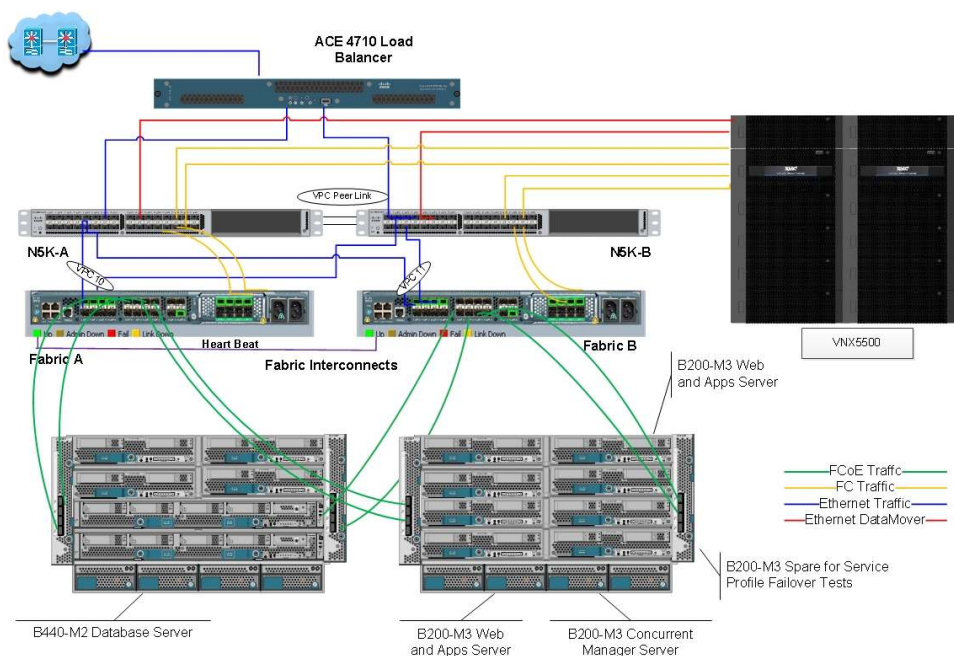 ACE 4710 Load
Balancer
VPC Peer Link
N5K-A
N5K-B
VPC 10
VPC 11
Up
Admin Down
Fail
Link Down
Up
Admin Down
Fail
Link Down
Heart Beat
Fabric A
Fabric Interconnects
Fabric B
VNX5500
B200-M3 Web
and Apps Server
FCoE Traffc
FC Traffic
Ethernet Traffic
Ethernet DataMover
B200-M3 Spare for Service
Profile Failover Tests
B440-M2 Database Server
B200-M3 Web
and Apps Server
B200-M3 Concurrent
Manager Server